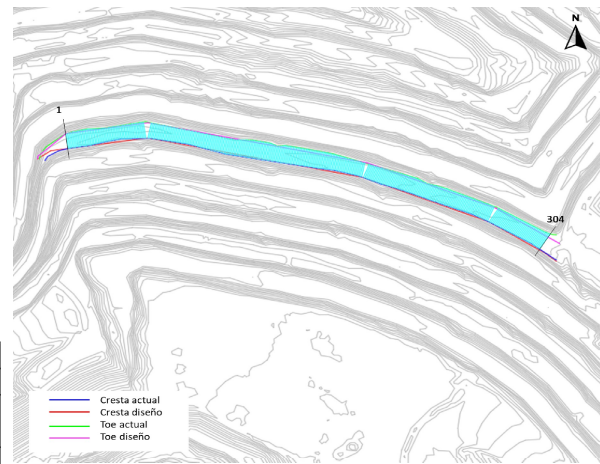 N
1
304
Cresta actual
Cresta diseño
Toe actual
Toe diseño